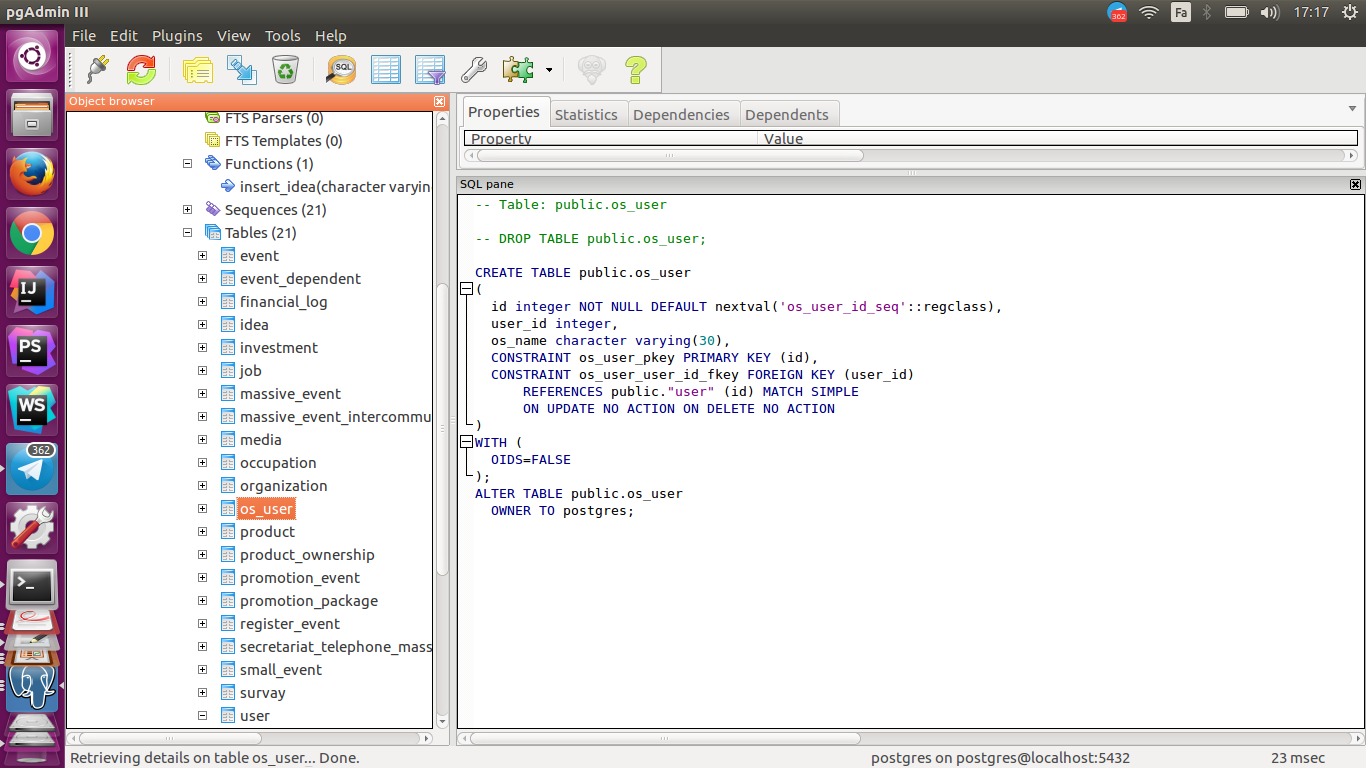 pgAdmin III
362
Fa
17:17
File Edit Plugins View Tools Help
SQL
Object browser
FTS Parsers (0)
FTS Templates (0)
Functions (1)
insert_idea(character varyin
Sequences (21)
Tables (21)
event
event_dependent
financial_log
idea
investment
job
massive_event
massive_event_intercommu
media
occupation
organization
os_user
product
product_ownership
promotion_event
promotion_package
register_event
secretariat_telephone_mass
small_event
survay
user
Properties Statistics Dependencies Dependents
Property Value
SQL pane
-- Table: public.os_user
-- DROP TABLE public.os_user;
CREATE TABLE public.os_user
(
id integer NOT NULL DEFAULT nextval('os_user_id_seq'::regclass),
user_id integer,
os_name character varying(30),
CONSTRAINT os_user_pkey PRIMARY KEY (id),
CONSTRAINT os_user_user_id_fkey FOREIGN KEY (user_id)
REFERENCES public."user" (id) MATCH SIMPLE
ON UPDATE NO ACTION ON DELETE NO ACTION
)
WITH (
OIDS=FALSE
);
ALTER TABLE public.os_user
OWNER TO postgres;
IJ
PS
WS
362
Retrieving details on table os_user... Done.
postgres on postgres@localhost:5432
23 msec